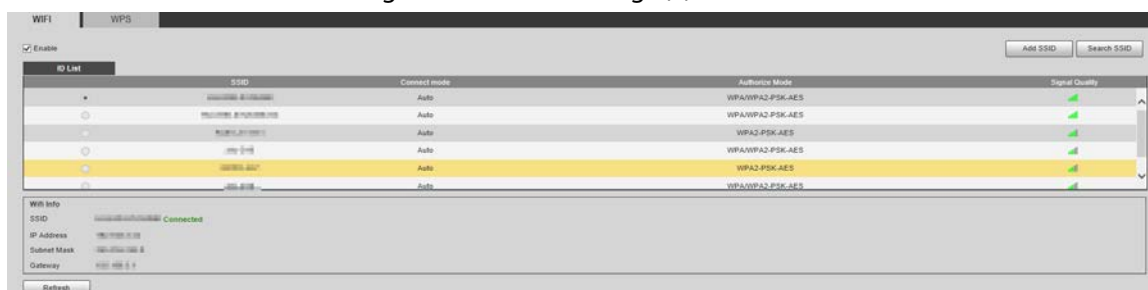 WIFI WPS
Enable Add SSID Search SSID
ID List
SSID Connect mode Authorize Mode Signal Quality
Auto WPA/WPA2-PSK-AES
Auto WPA/WPA2-PSK-AES
Auto WPA2-PSK-AES
Auto WPA/WPA2-PSK-AES
Auto WPA2-PSK-AES
Auto WPA/WPA2-PSK-AES
Wifi Info
SSID Connected
IP Address
Subnet Mask
Gateway
Refresh